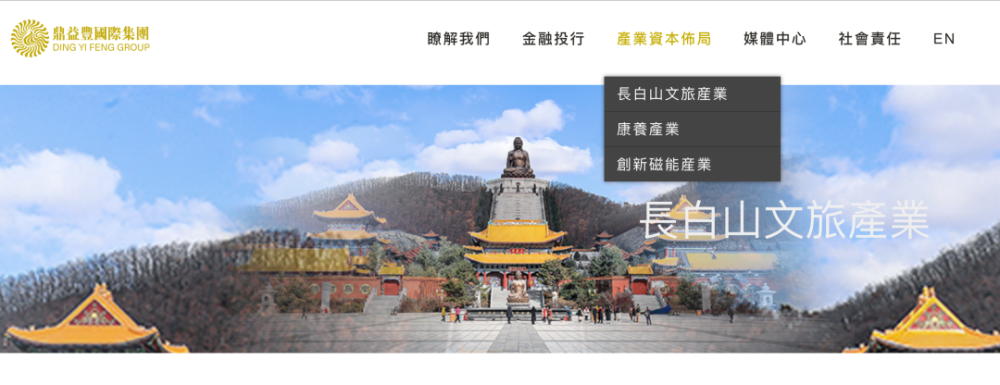 鼎益豐國際集團
DING YI FENG GROUP
瞭解我們 金融投行 產業資本佈局 媒體中心 社會責任 EN
長白山文旅產業
康養產業
創新磁能產業
長白山文旅產業